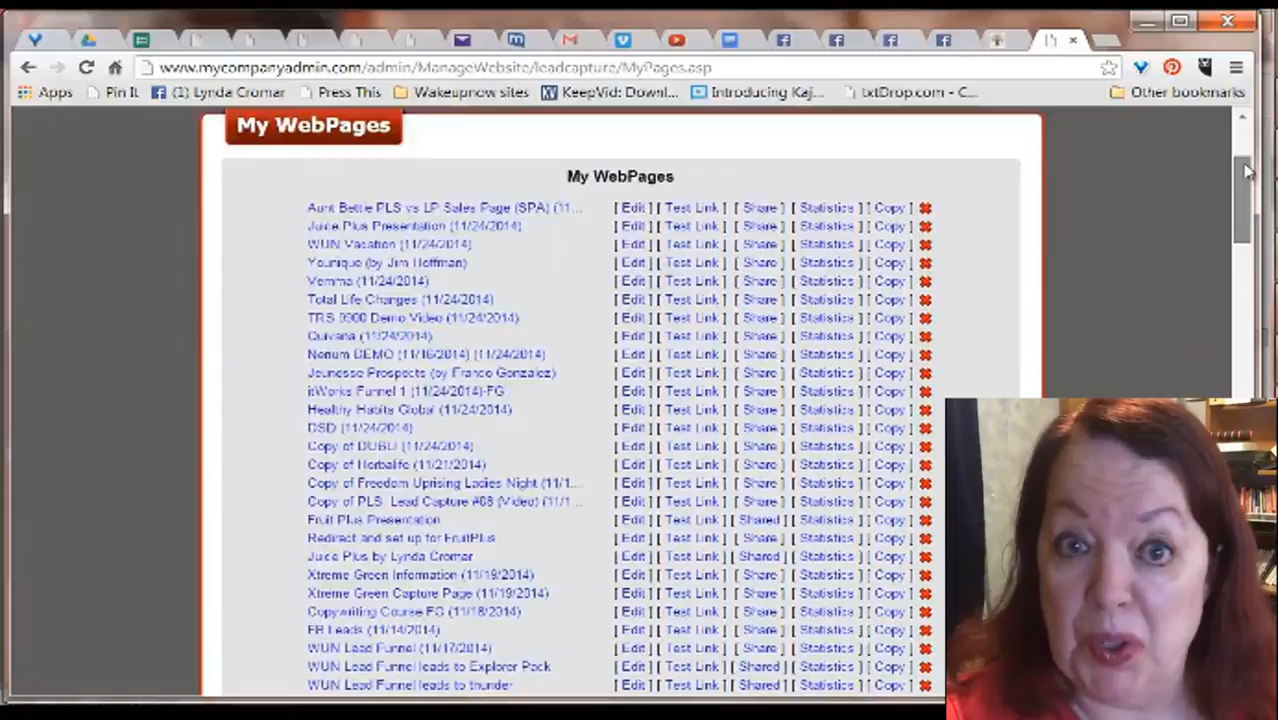 www.mycompanyadmin.com/admin/ManageWebsite/leadcapture/MyPages.asp
Apps Pin It (1) Lynda Cromar Press This Wakeupnow sites KeepVid: Downl... Introducing Kaj... txtDrop.com - C... Other bookmarks
My WebPages
My WebPages
Aunt Bettie PLS vs LP Sales Page (SPA) (11... [ Edit ] [ Test Link ] [ Share ] [ Statistics ] [ Copy ]
Juice Plus Presentation (11/24/2014) [ Edit ] [ Test Link ] [ Share ] [ Statistics ] [ Copy ]
WUN Vacation (11/24/2014) [ Edit ] [ Test Link ] [ Share ] [ Statistics ] [ Copy ]
Younique (by Jim Hoffman) [ Edit ] [ Test Link ] [ Share ] [ Statistics ] [ Copy ]
Vemma (11/24/2014) [ Edit ] [ Test Link ] [ Share ] [ Statistics ] [ Copy ]
Total Life Changes (11/24/2014) [ Edit ] [ Test Link ] [ Share ] [ Statistics ] [ Copy ]
TRS 9900 Demo Video (11/24/2014) [ Edit ] [ Test Link ] [ Share ] [ Statistics ] [ Copy ]
Quivana (11/24/2014) [ Edit ] [ Test Link ] [ Share ] [ Statistics ] [ Copy ]
Nerium DEMO (11/16/2014) (11/24/2014) [ Edit ] [ Test Link ] [ Share ] [ Statistics ] [ Copy ]
Jeunesse Prospects (by Franco Gonzalez) [ Edit ] [ Test Link ] [ Share ] [ Statistics ] [ Copy ]
itWorks Funnel 1 (11/24/2014)-FG [ Edit ] [ Test Link ] [ Share ] [ Statistics ] [ Copy ]
Healthy Habits Global (11/24/2014) [ Edit ] [ Test Link ] [ Share ] [ Statistics ] [ Copy ]
DSD (11/24/2014) [ Edit ] [ Test Link ] [ Share ] [ Statistics ] [ Copy ]
Copy of DUBLI (11/24/2014) [ Edit ] [ Test Link ] [ Share ] [ Statistics ] [ Copy ]
Copy of Herbalife (11/21/2014) [ Edit ] [ Test Link ] [ Share ] [ Statistics ] [ Copy ]
Copy of Freedom Uprising Ladies Night (11/1... [ Edit ] [ Test Link ] [ Share ] [ Statistics ] [ Copy ]
Copy of PLS Lead Capture #08 (Video) (11/1... [ Edit ] [ Test Link ] [ Share ] [ Statistics ] [ Copy ]
Fruit Plus Presentation [ Edit ] [ Test Link ] [ Shared ] [ Statistics ] [ Copy ]
Redirect and set up for FruitPlus [ Edit ] [ Test Link ] [ Share ] [ Statistics ] [ Copy ]
Juice Plus by Lynda Cromar [ Edit ] [ Test Link ] [ Shared ] [ Statistics ] [ Copy ]
Xtreme Green Information (11/19/2014) [ Edit ] [ Test Link ] [ Share ] [ Statistics ] [ Copy ]
Xtreme Green Capture Page (11/19/2014) [ Edit ] [ Test Link ] [ Share ] [ Statistics ] [ Copy ]
Copywriting Course FG (11/18/2014) [ Edit ] [ Test Link ] [ Share ] [ Statistics ] [ Copy ]
FB Leads (11/14/2014) [ Edit ] [ Test Link ] [ Share ] [ Statistics ] [ Copy ]
WUN Lead Funnel (11/17/2014) [ Edit ] [ Test Link ] [ Share ] [ Statistics ] [ Copy ]
WUN Lead Funnel leads to Explorer Pack [ Edit ] [ Test Link ] [ Shared ] [ Statistics ] [ Copy ]
WUN Lead Funnel leads to thunder [ Edit ] [ Test Link ] [ Shared ] [ Statistics ] [ Copy ]